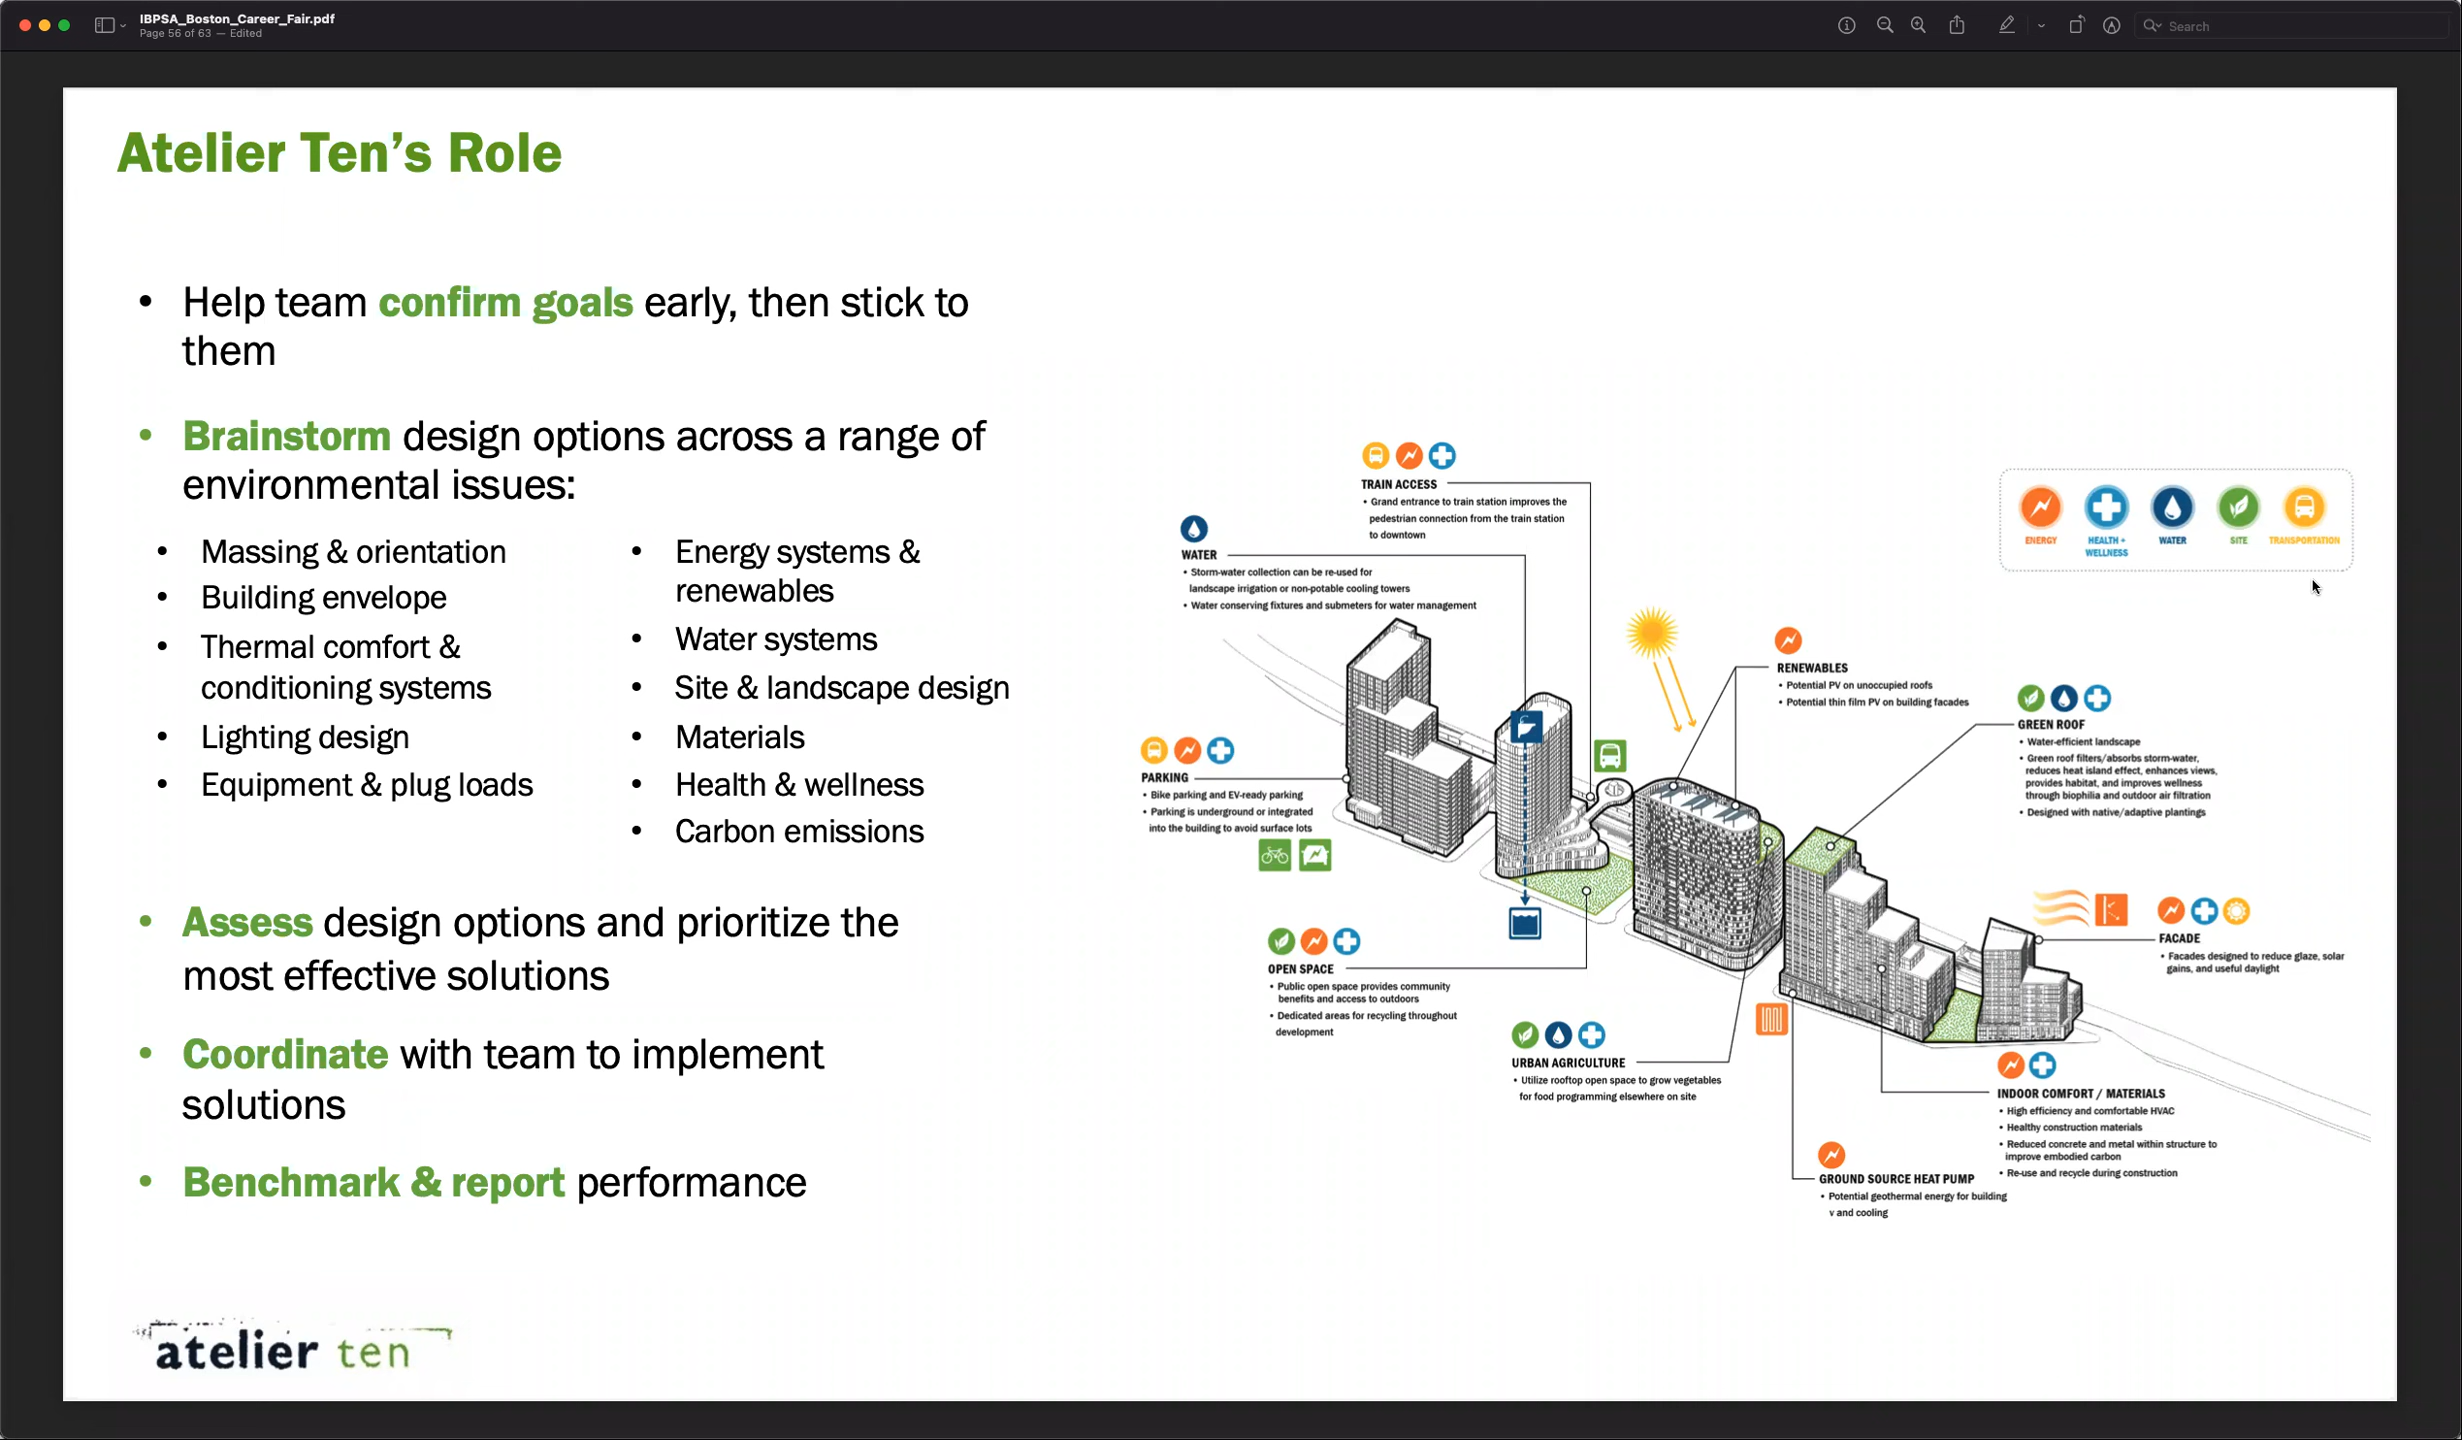 IBPSA_Boston_Career_Fair.pdf
Page 56 of 63 — Edited
Search
Atelier Ten's Role
• Help team confirm goals early, then stick to
them
• Brainstorm design options across a range of
environmental issues:
• Massing & orientation
• Building envelope
• Thermal comfort &
conditioning systems
• Lighting design
• Equipment & plug loads
• Energy systems &
renewables
• Water systems
• Site & landscape design
• Materials
• Health & wellness
• Carbon emissions
• Assess design options and prioritize the
most effective solutions
• Coordinate with team to implement
solutions
• Benchmark & report performance
atelier ten
TRAIN ACCESS
• Grand entrance to train station improves the
pedestrian connection from the train station
to downtown
WATER
• Storm-water collection can be re-used for
landscape irrigation or non-potable cooling towers
• Water conserving fixtures and submeters for water management
ENERGY
HEALTH +
WELLNESS
WATER
SITE
TRANSPORTATION
RENEWABLES
• Potential PV on unoccupied roofs
• Potential thin film PV on building facades
GREEN ROOF
• Water-efficient landscape
• Green roof filters/absorbs storm-water,
reduces heat island effect, enhances views,
provides habitat, and improves wellness
through biophilia and outdoor air filtration
• Designed with native/adaptive plantings
PARKING
• Bike parking and EV-ready parking
• Parking is underground or integrated
into the building to avoid surface lots
FACADE
• Facades designed to reduce glaze, solar
gains, and useful daylight
OPEN SPACE
• Public open space provides community
benefits and access to outdoors
• Dedicated areas for recycling throughout
development
URBAN AGRICULTURE
• Utilize rooftop open space to grow vegetables
for food programming elsewhere on site
INDOOR COMFORT / MATERIALS
• High efficiency and comfortable HVAC
• Healthy construction materials
• Reduced concrete and metal within structure to
improve embodied carbon
• Re-use and recycle during construction
GROUND SOURCE HEAT PUMP
• Potential geothermal energy for building
v and cooling